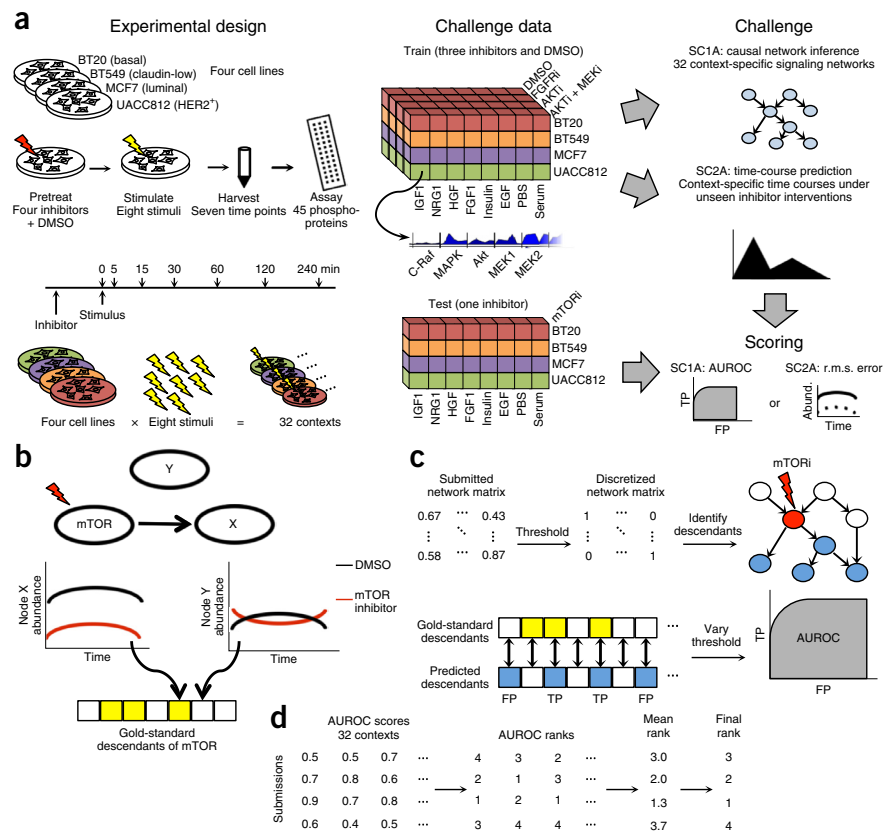 a
Experimental design
BT20 (basal)
BT549 (claudin-low)
MCF7 (luminal)
UACC812 (HER2+)
Four cell lines
Pretreat
Four inhibitors
+ DMSO
Stimulate
Eight stimuli
Harvest
Seven time points
Assay
45 phospho-
proteins
0 5 15 30 60 120 240 min
Inhibitor
Stimulus
Four cell lines × Eight stimuli = 32 contexts
Challenge data
Train (three inhibitors and DMSO)
DMSO
FGFRi
AKTi
AKTi + MEKi
BT20
BT549
MCF7
UACC812
IGF1
NRG1
HGF
FGF1
Insulin
EGF
PBS
Serum
C-Raf
MAPK
Akt
MEK1
MEK2
Test (one inhibitor)
mTORi
BT20
BT549
MCF7
UACC812
IGF1
NRG1
HGF
FGF1
Insulin
EGF
PBS
Serum
Challenge
SC1A: causal network inference
32 context-specific signaling networks
SC2A: time-course prediction
Context-specific time courses under
unseen inhibitor interventions
Scoring
SC1A: AUROC
TP
FP
or
SC2A: r.m.s. error
Abund.
Time
b
Y
mTOR
X
Node X
abundance
Time
Node Y
abundance
Time
DMSO
mTOR
inhibitor
Gold-standard
descendants of mTOR
c
Submitted
network matrix
0.67 ... 0.43
0.58 ... 0.87
Threshold
Discretized
network matrix
1 ... 0
0 ... 1
Identify
descendants
mTORi
Gold-standard
descendants
...
Predicted
descendants
...
FP TP TP FP
Vary
threshold
TP
AUROC
FP
d
Submissions
AUROC scores
32 contexts
AUROC ranks
Mean
rank
Final
rank
0.5 0.5 0.7 ... 4 3 2 ... 3.0 3
0.7 0.8 0.6 ... 2 1 3 ... 2.0 2
0.9 0.7 0.8 ... 1 2 1 ... 1.3 1
0.6 0.4 0.5 ... 3 4 4 ... 3.7 4